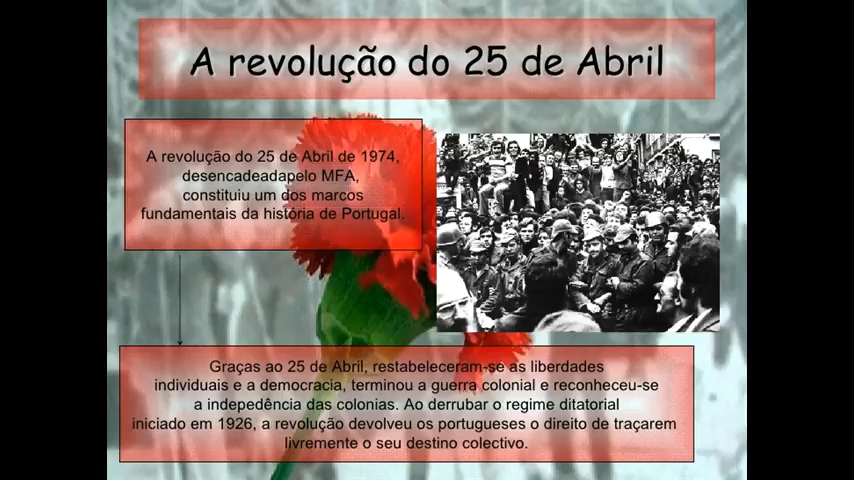 A revolução do 25 de Abril
A revolução do 25 de Abril de 1974,
desencadeadapelo MFA,
constituiu um dos marcos
fundamentais da história de Portugal.
Graças ao 25 de Abril, restabeleceram-se as liberdades
individuais e a democracia, terminou a guerra colonial e reconheceu-se
a indepedência das colonias. Ao derrubar o regime ditatorial
iniciado em 1926, a revolução devolveu os portugueses o direito de traçarem
livremente o seu destino colectivo.